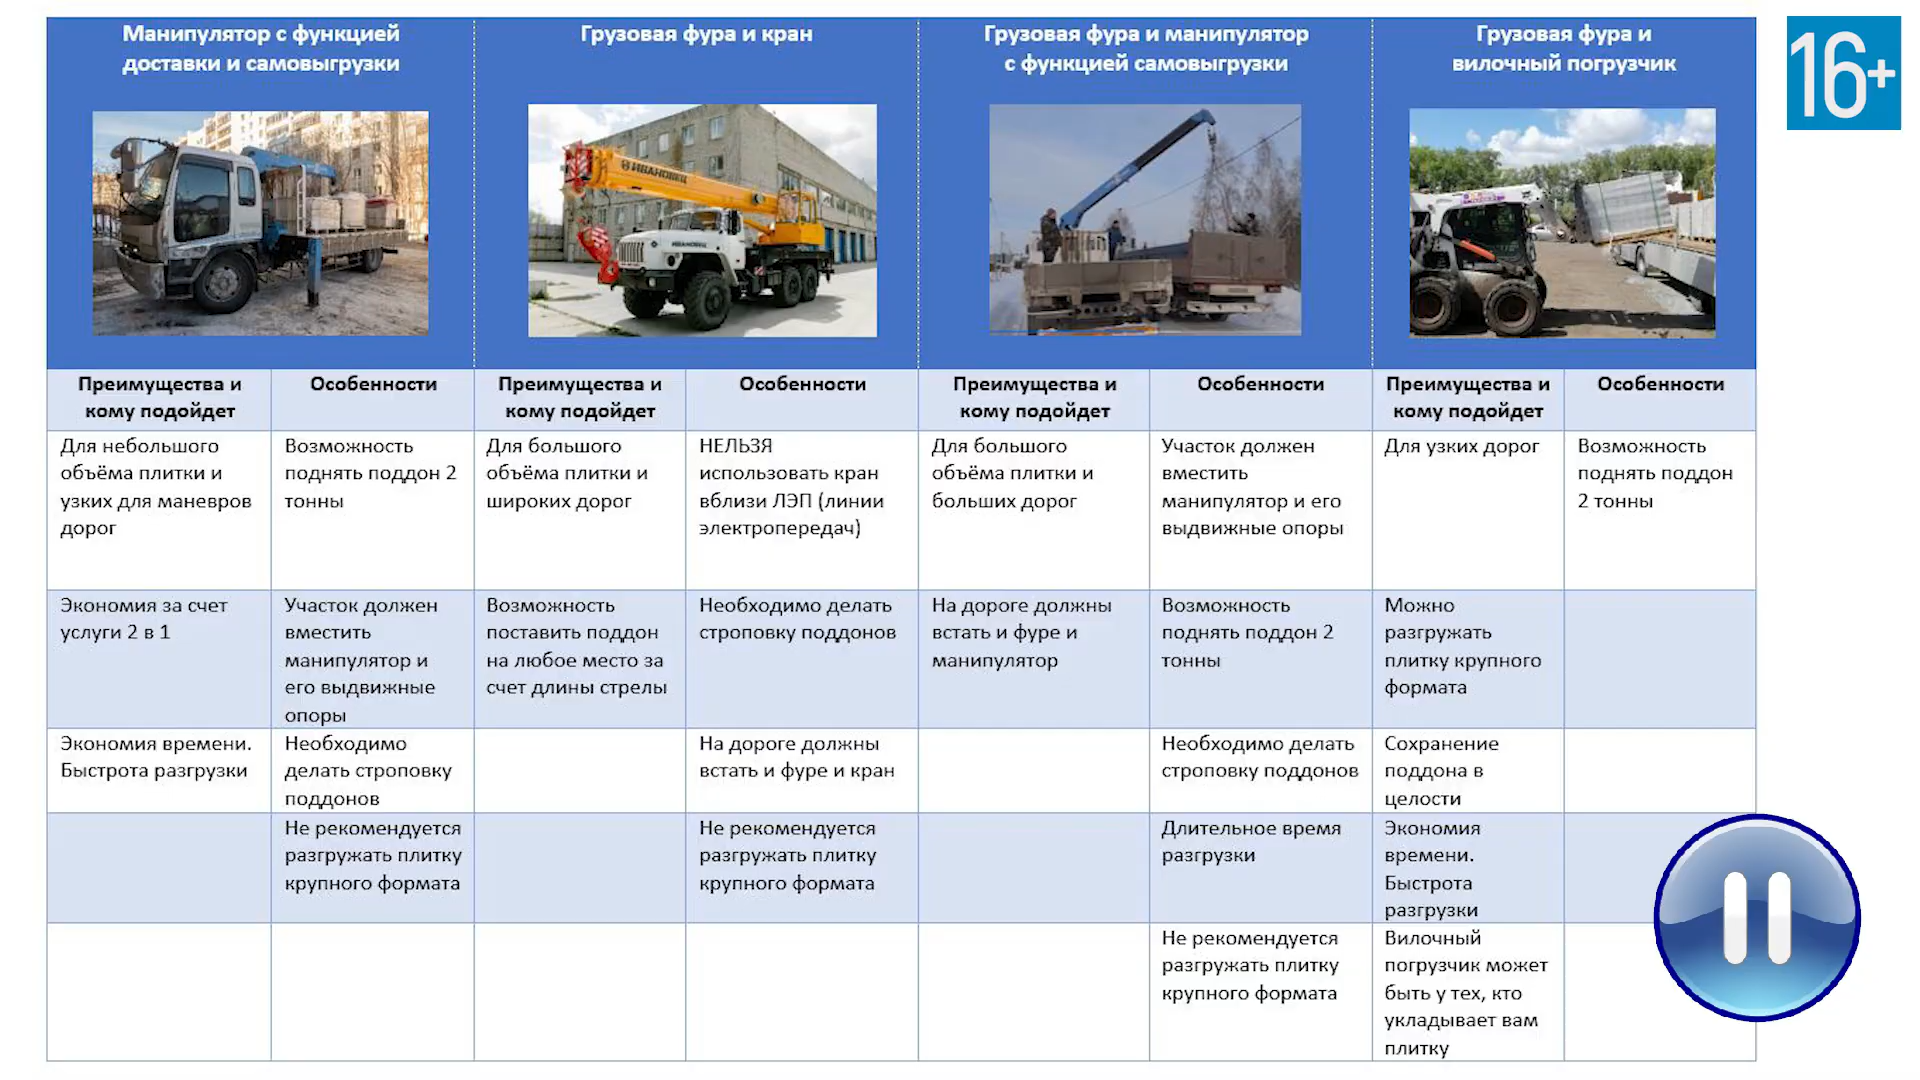 Манипулятор с функцией
доставки и самовыгрузки
Грузовая фура и кран
Грузовая фура и манипулятор
с функцией самовыгрузки
Грузовая фура и
вилочный погрузчик
16+
ИВАНОВЕЦ
ИВАНОВЕЦ
Преимущества и
кому подойдет
Особенности
Преимущества и
кому подойдет
Особенности
Преимущества и
кому подойдет
Особенности
Преимущества и
кому подойдет
Особенности
Для небольшого
объёма плитки и
узких для маневров
дорог
Возможность
поднять поддон 2
тонны
Для большого
объёма плитки и
широких дорог
НЕЛЬЗЯ
использовать кран
вблизи ЛЭП (линии
электропередач)
Для большого
объёма плитки и
больших дорог
Участок должен
вместить
манипулятор и его
выдвижные опоры
Для узких дорог
Возможность
поднять поддон
2 тонны
Экономия за счет
услуги 2 в 1
Участок должен
вместить
манипулятор и
его выдвижные
опоры
Возможность
поставить поддон
на любое место за
счет длины стрелы
Необходимо делать
строповку поддонов
На дороге должны
встать и фуре и
манипулятор
Возможность
поднять поддон 2
тонны
Можно
разгружать
плитку крупного
формата
Экономия времени.
Быстрота разгрузки
Необходимо
делать строповку
поддонов
На дороге должны
встать и фуре и кран
Необходимо делать
строповку поддонов
Сохранение
поддона в
целости
Не рекомендуется
разгружать плитку
крупного формата
Не рекомендуется
разгружать плитку
крупного формата
Длительное время
разгрузки
Экономия
времени.
Быстрота
разгрузки
Не рекомендуется
разгружать плитку
крупного формата
Вилочный
погрузчик может
быть у тех, кто
укладывает вам
плитку